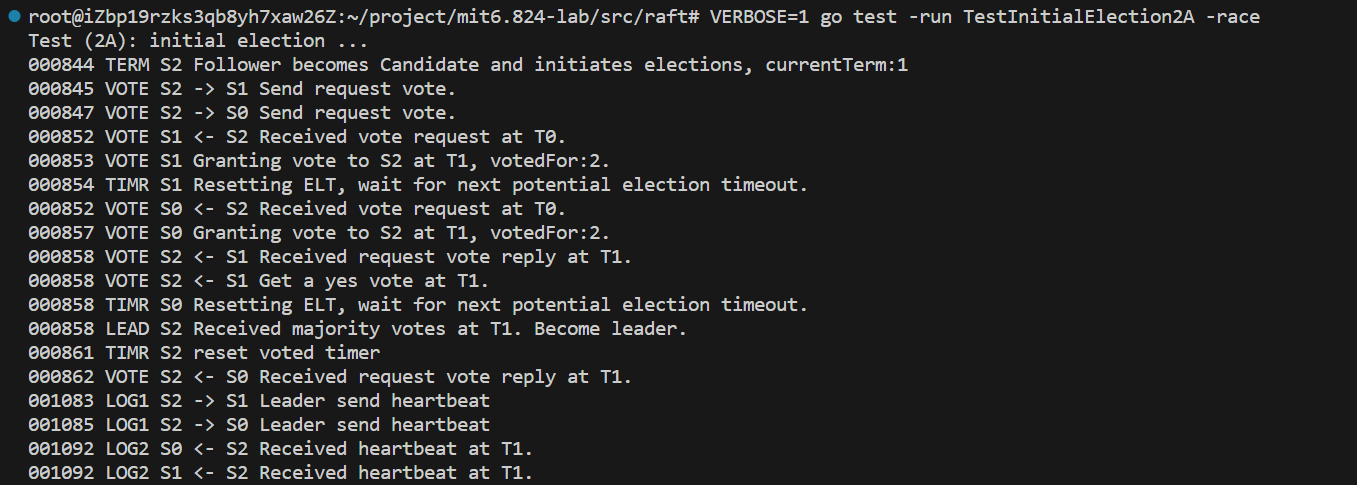 root@iZbp19rzks3qb8yh7xaw26Z:~/project/mit6.824-lab/src/raft# VERBOSE=1 go test -run TestInitialElection2A -race
Test (2A): initial election ...
000844 TERM S2 Follower becomes Candidate and initiates elections, currentTerm:1
000845 VOTE S2 -> S1 Send request vote.
000847 VOTE S2 -> S0 Send request vote.
000852 VOTE S1 <- S2 Received vote request at T0.
000853 VOTE S1 Granting vote to S2 at T1, votedFor:2.
000854 TIMR S1 Resetting ELT, wait for next potential election timeout.
000852 VOTE S0 <- S2 Received vote request at T0.
000857 VOTE S0 Granting vote to S2 at T1, votedFor:2.
000858 VOTE S2 <- S1 Received request vote reply at T1.
000858 VOTE S2 <- S1 Get a yes vote at T1.
000858 TIMR S0 Resetting ELT, wait for next potential election timeout.
000858 LEAD S2 Received majority votes at T1. Become leader.
000861 TIMR S2 reset voted timer
000862 VOTE S2 <- S0 Received request vote reply at T1.
001083 LOG1 S2 -> S1 Leader send heartbeat
001085 LOG1 S2 -> S0 Leader send heartbeat
001092 LOG2 S0 <- S2 Received heartbeat at T1.
001092 LOG2 S1 <- S2 Received heartbeat at T1.